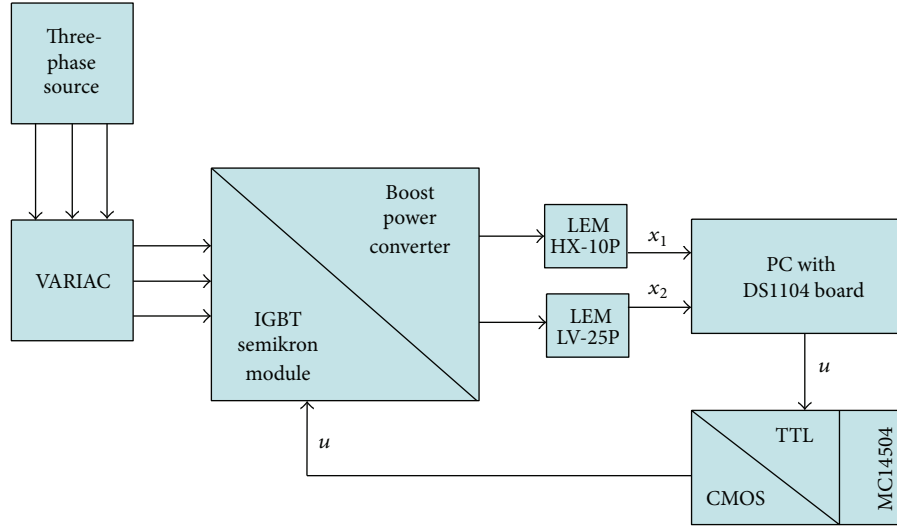 Three-
phase
source
VARIAC
Boost
power
converter
IGBT
semikron
module
LEM
HX-10P
LEM
LV-25P
x1
x2
PC with
DS1104 board
u
TTL
CMOS
MC14504
u